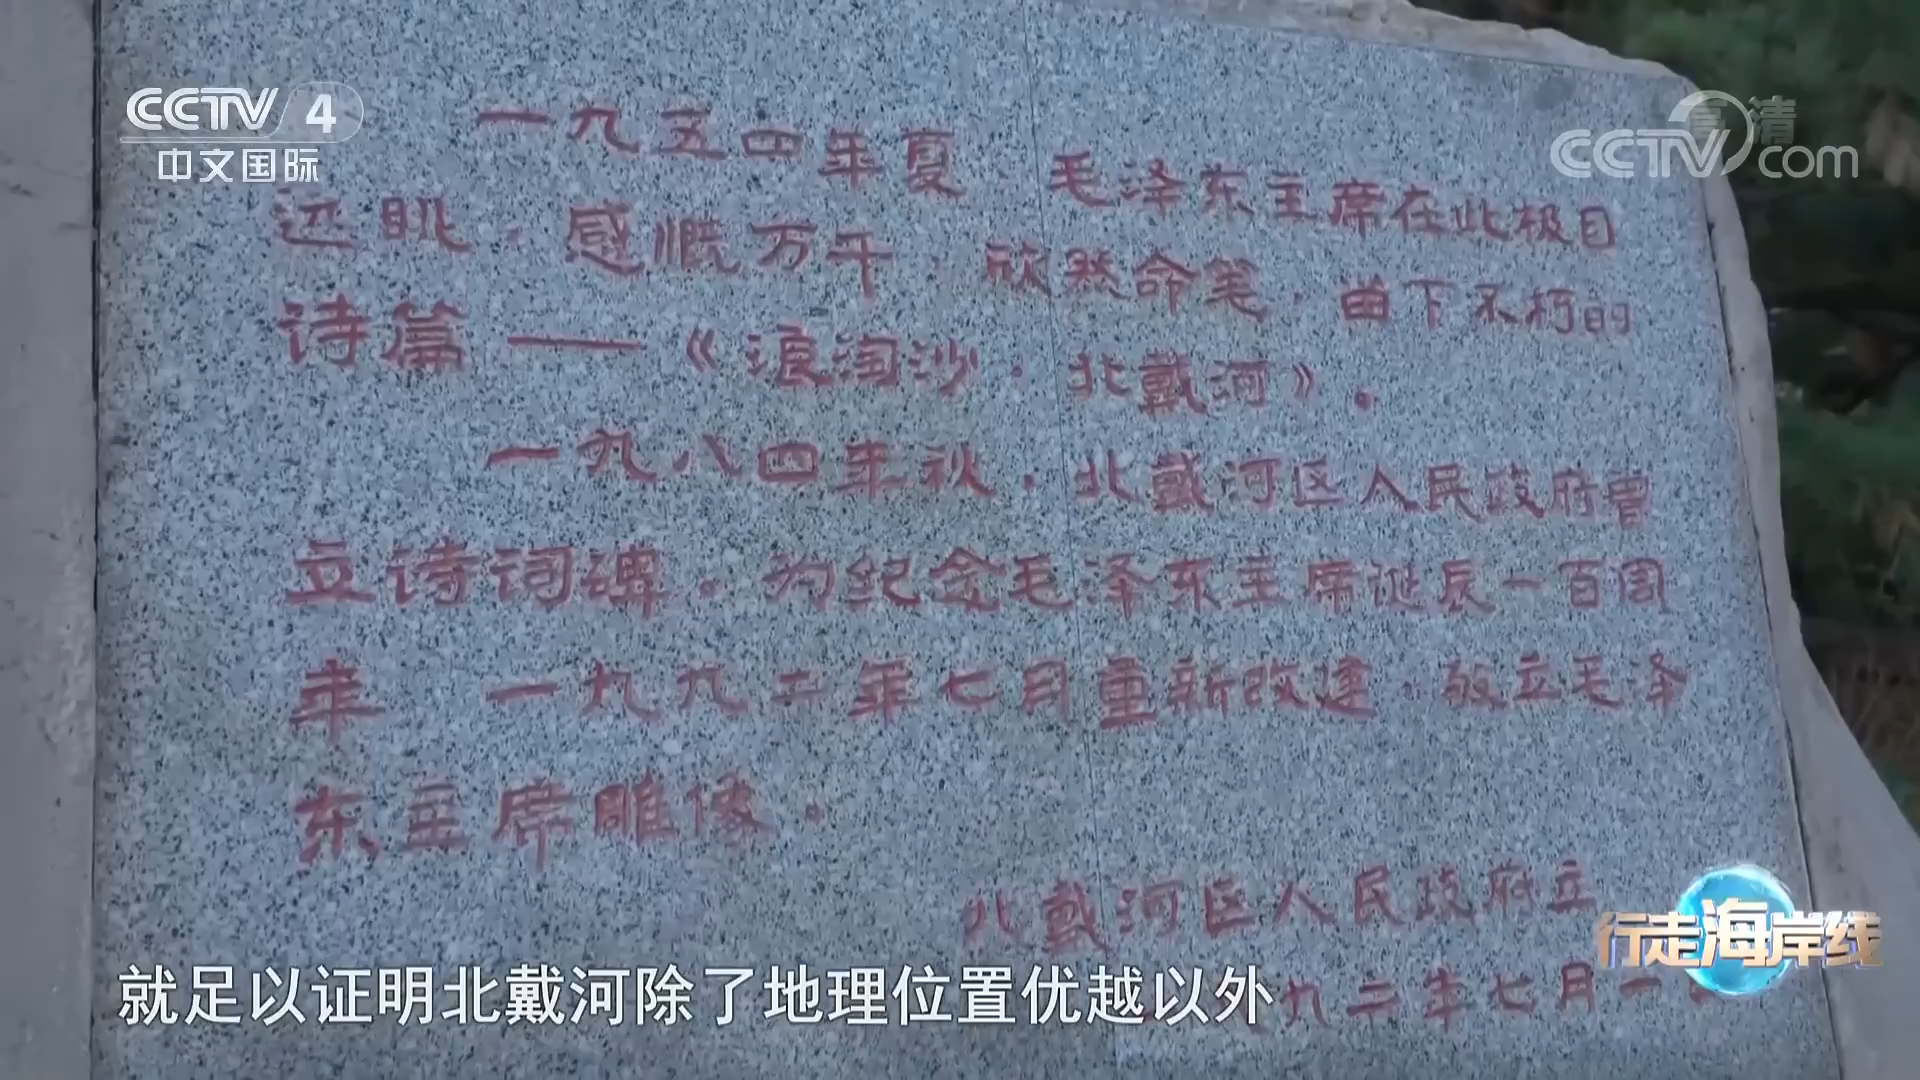 CCTV 4
中文国际
高清
CCTV.com
一九五四年夏 毛泽东主席在此极目
远眺,感慨万千,欣然命笔,留下不朽的
诗篇——《浪淘沙·北戴河》。
一九八四年秋,北戴河区人民政府曾
立诗词碑。为纪念毛泽东主席诞辰一百周
年 一九九二年七月重新改建,敬立毛泽
东主席雕像。
北戴河区人民政府立
九二年七月一
行走海岸线
就足以证明北戴河除了地理位置优越以外